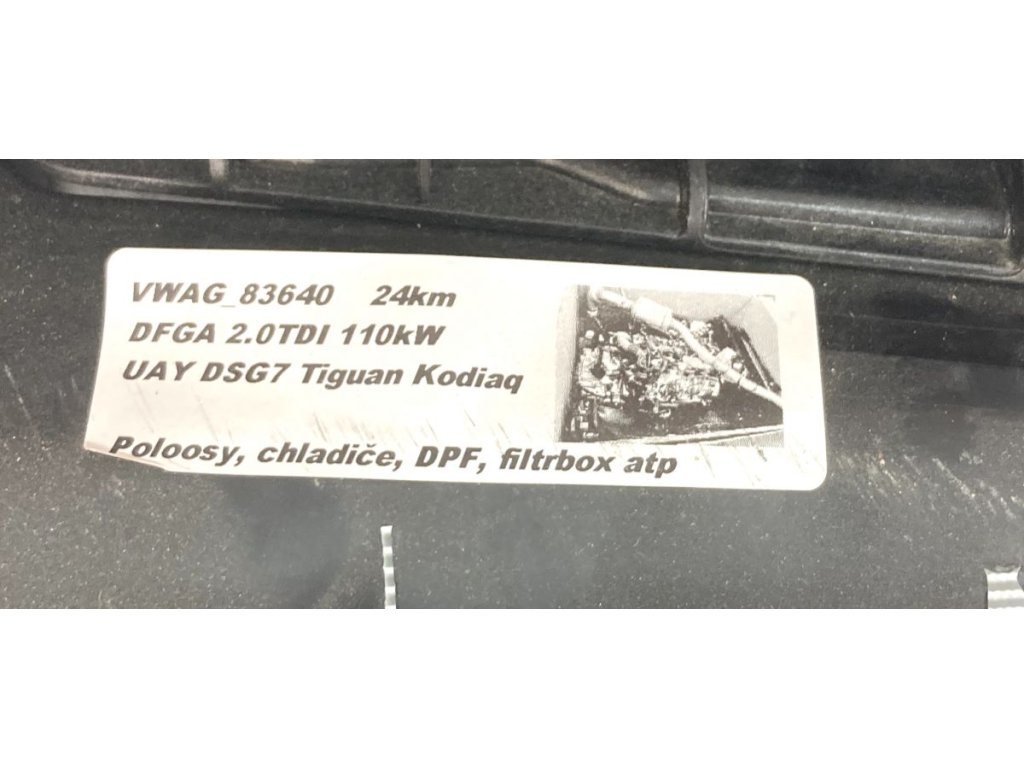 VWAG_83640 24km
DFGA 2.0TDI 110kW
UAY DSG7 Tiguan Kodiaq
Poloosy, chladiče, DPF, filtrbox atp